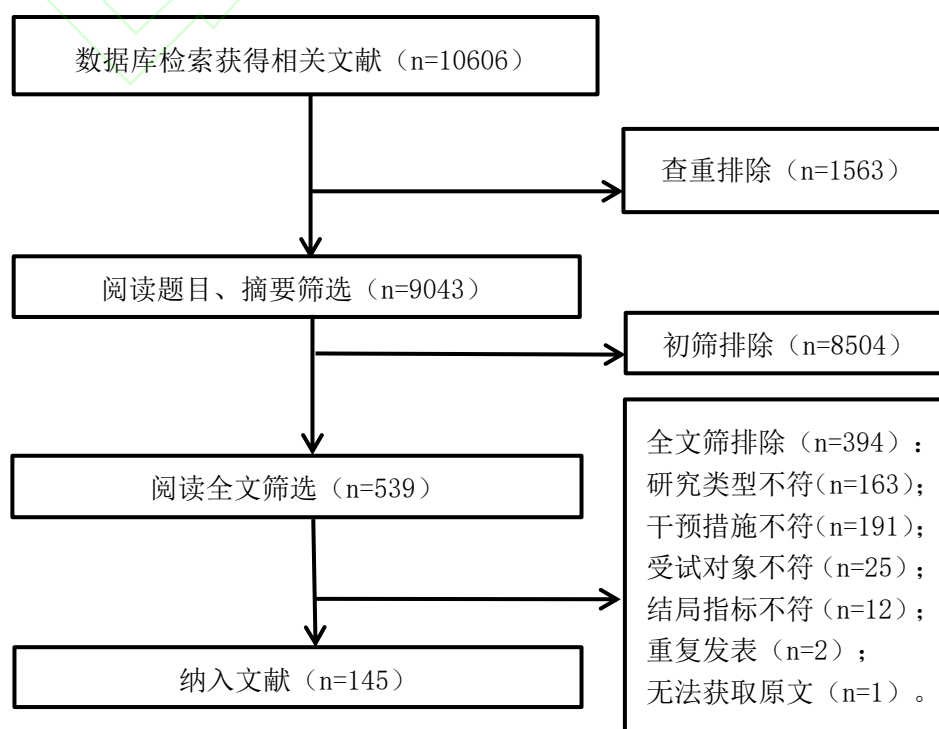 数据库检索获得相关文献（n=10606）
查重排除（n=1563）
阅读题目、摘要筛选（n=9043）
初筛排除（n=8504）
阅读全文筛选（n=539）
全文筛排除（n=394）：
研究类型不符(n=163)；
干预措施不符(n=191)；
受试对象不符（n=25）；
结局指标不符（n=12）；
重复发表（n=2）；
无法获取原文（n=1）。
纳入文献（n=145）